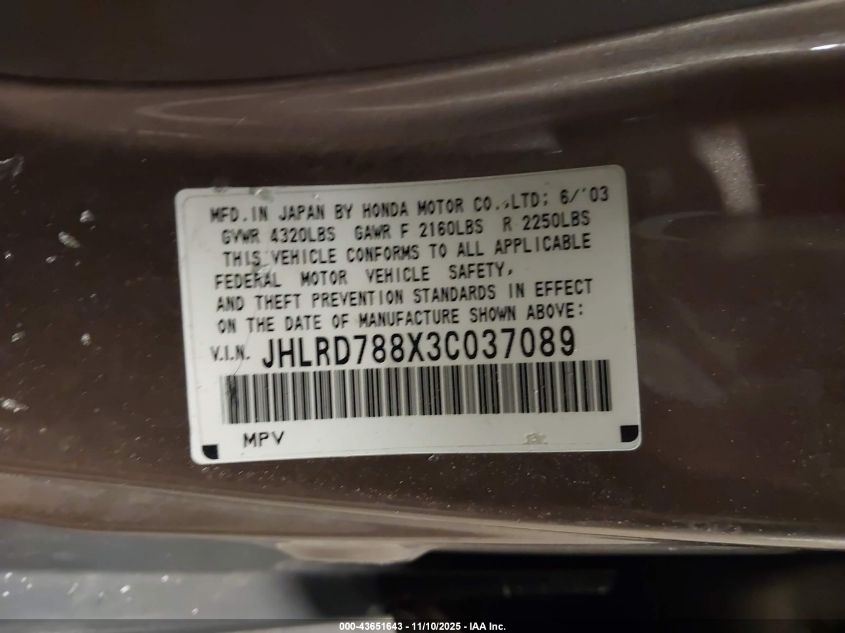 MFD.IN JAPAN BY HONDA MOTOR CO.,LTD; 6/'03
GVWR 4320LBS GAWR F 2160LBS R 2250LBS
THIS VEHICLE CONFORMS TO ALL APPLICABLE
FEDERAL MOTOR VEHICLE SAFETY,
AND THEFT PREVENTION STANDARDS IN EFFECT
ON THE DATE OF MANUFACTURE SHOWN ABOVE:
V.I.N. JHLRD788X3C037089
MPV
000-43651643 - 11/10/2025 - IAA Inc.